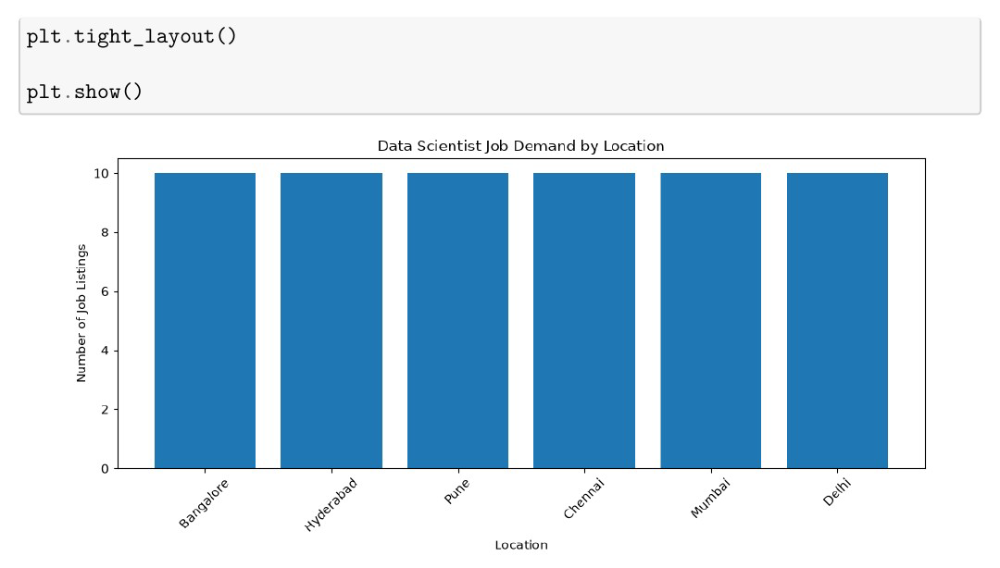 plt.tight_layout()
plt.show()
Data Scientist Job Demand by Location
Number of Job Listings
10
8
6
4
2
0
Bangalore
Hyderabad
Pune
Chennai
Mumbai
Delhi
Location